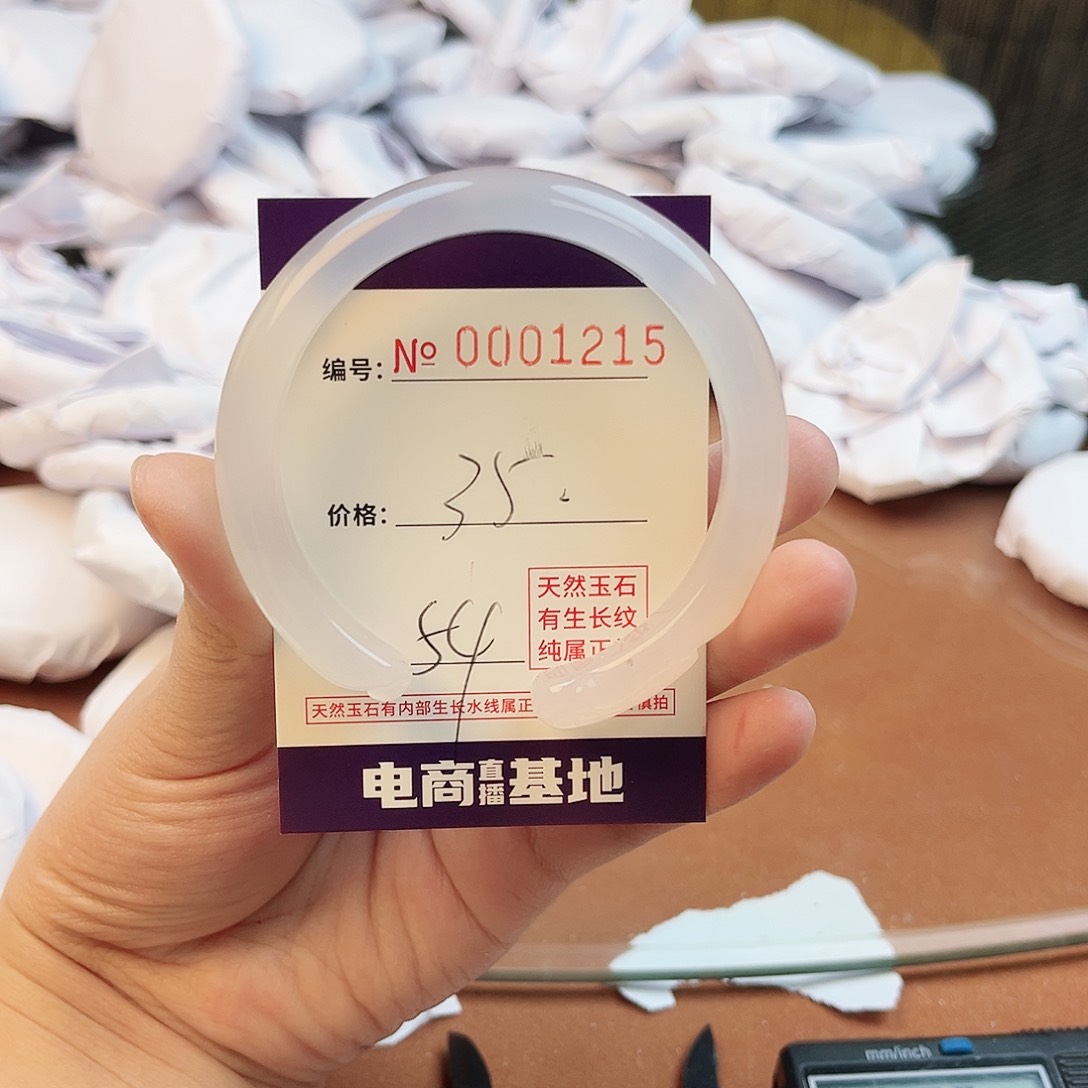 编号: № 0001215
价格: 35.
54
天然玉石
有生长纹
纯属正
天然玉石有内部生长水线属正 慎拍
电商直播基地
mm/inch